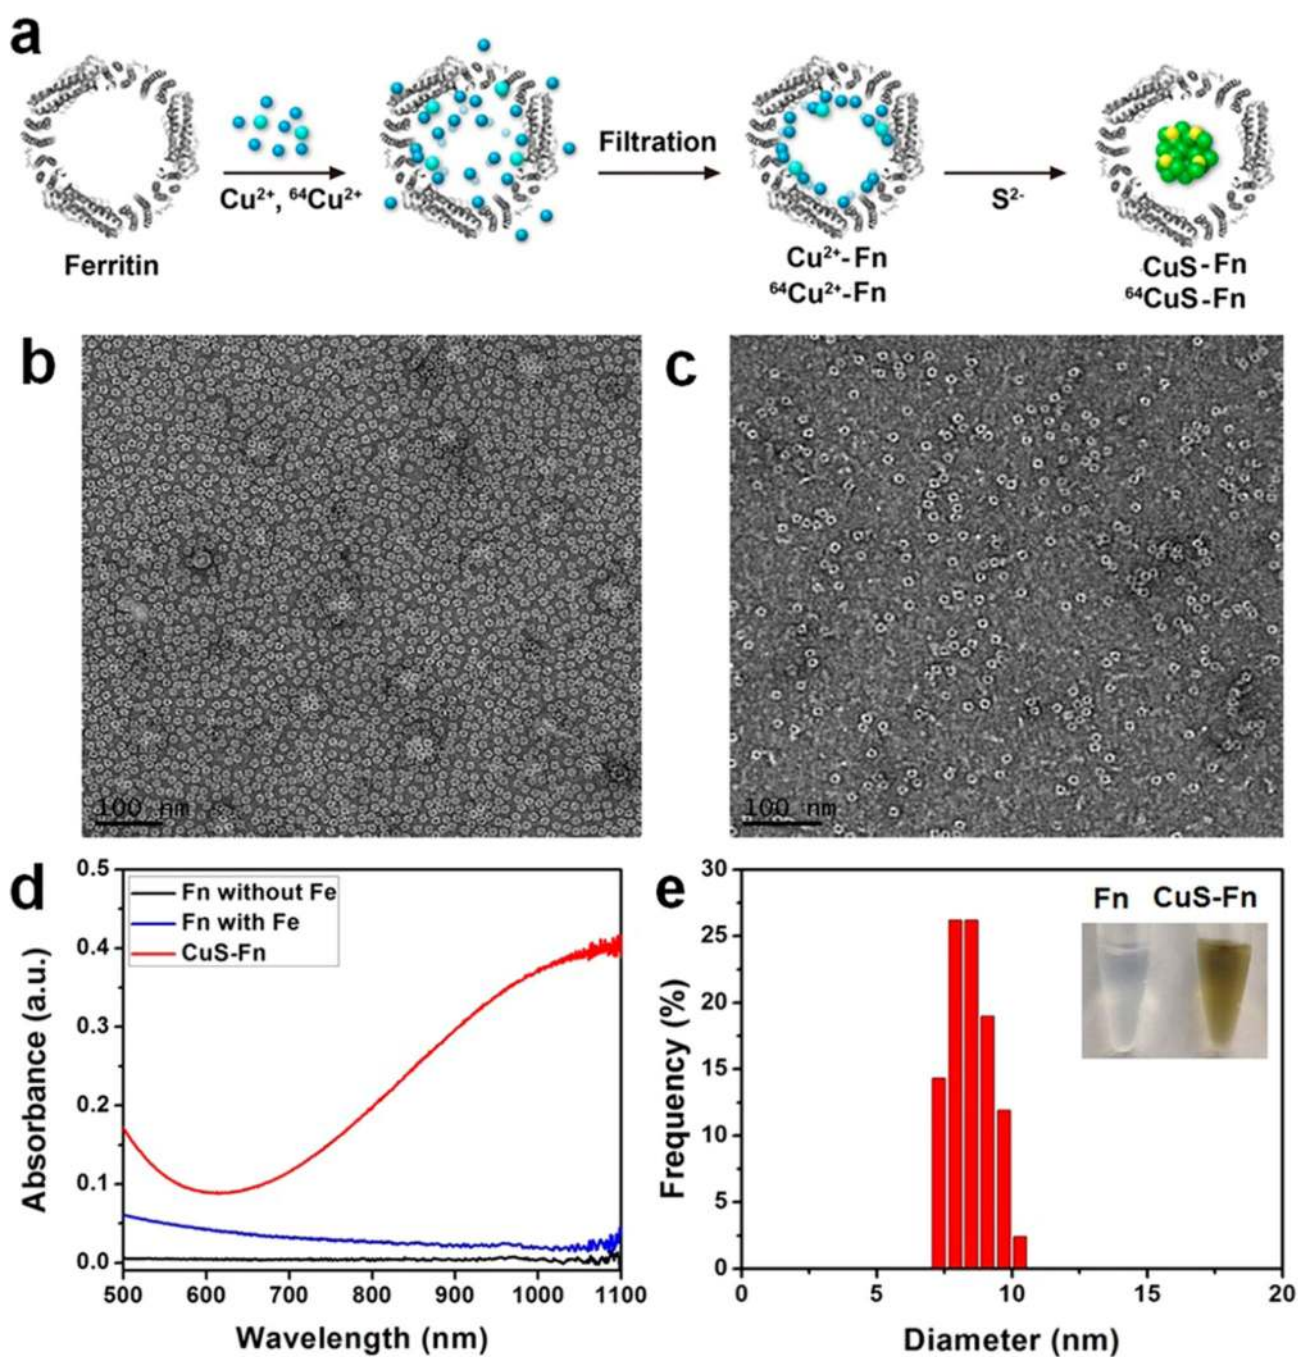 a
Cu²⁺, ⁶⁴Cu²⁺
Filtration
S²⁻
Ferritin
Cu²⁺-Fn
⁶⁴Cu²⁺-Fn
CuS-Fn
⁶⁴CuS-Fn
b
100 nm
c
100 nm
d
Fn without Fe
Fn with Fe
CuS-Fn
Absorbance (a.u.)
0.5
0.4
0.3
0.2
0.1
0.0
500 600 700 800 900 1000 1100
Wavelength (nm)
e
Fn CuS-Fn
Frequency (%)
30
25
20
15
10
5
0
0 5 10 15 20
Diameter (nm)